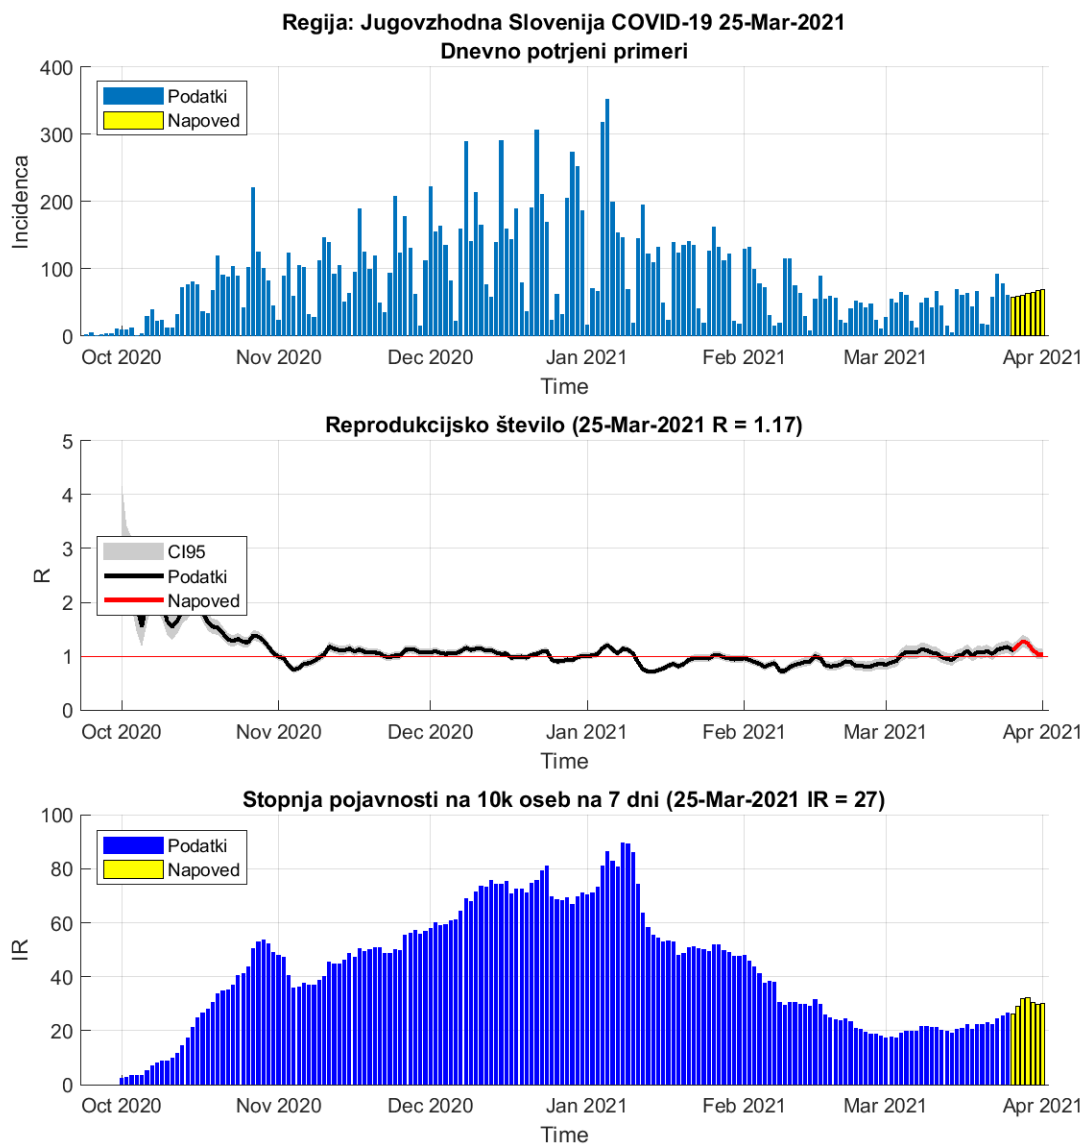 Regija: Jugovzhodna Slovenija COVID-19 25-Mar-2021
Dnevno potrjeni primeri
400
300
200
100
0
Incidenca
Podatki
Napoved
Oct 2020 Nov 2020 Dec 2020 Jan 2021 Feb 2021 Mar 2021 Apr 2021
Time
Reprodukcijsko število (25-Mar-2021 R = 1.17)
5
4
3
2
1
0
R
CI95
Podatki
Napoved
Oct 2020 Nov 2020 Dec 2020 Jan 2021 Feb 2021 Mar 2021 Apr 2021
Time
Stopnja pojavnosti na 10k oseb na 7 dni (25-Mar-2021 IR = 27)
100
80
60
40
20
0
IR
Podatki
Napoved
Oct 2020 Nov 2020 Dec 2020 Jan 2021 Feb 2021 Mar 2021 Apr 2021
Time